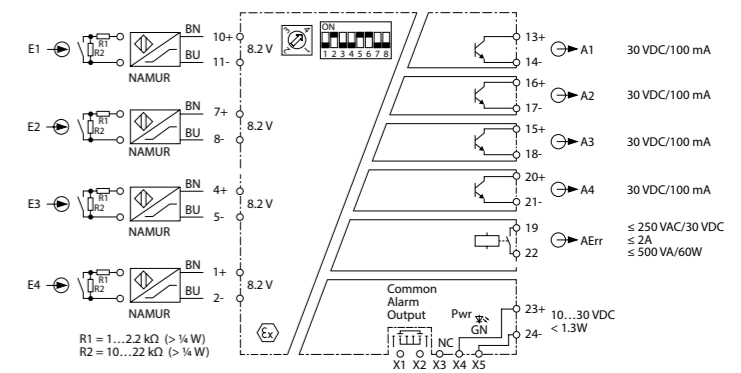 E1
R1
R2
BN
BU
NAMUR
10+
11-
8.2 V
ON
1 2 3 4 5 6 7 8
13+
14-
A1
30 VDC/100 mA
E2
R1
R2
BN
BU
NAMUR
7+
8-
8.2 V
16+
17-
A2
30 VDC/100 mA
15+
18-
A3
30 VDC/100 mA
E3
R1
R2
BN
BU
NAMUR
4+
5-
8.2 V
20+
21-
A4
30 VDC/100 mA
19
22
AErr
≤ 250 VAC/30 VDC
≤ 2A
≤ 500 VA/60W
E4
R1
R2
BN
BU
NAMUR
1+
2-
8.2 V
R1 = 1…2.2 kΩ (> ¼ W)
R2 = 10…22 kΩ (> ¼ W)
Ex
Common
Alarm
Output
Pwr
GN
NC
X1 X2 X3 X4 X5
23+
24-
10…30 VDC
< 1.3W